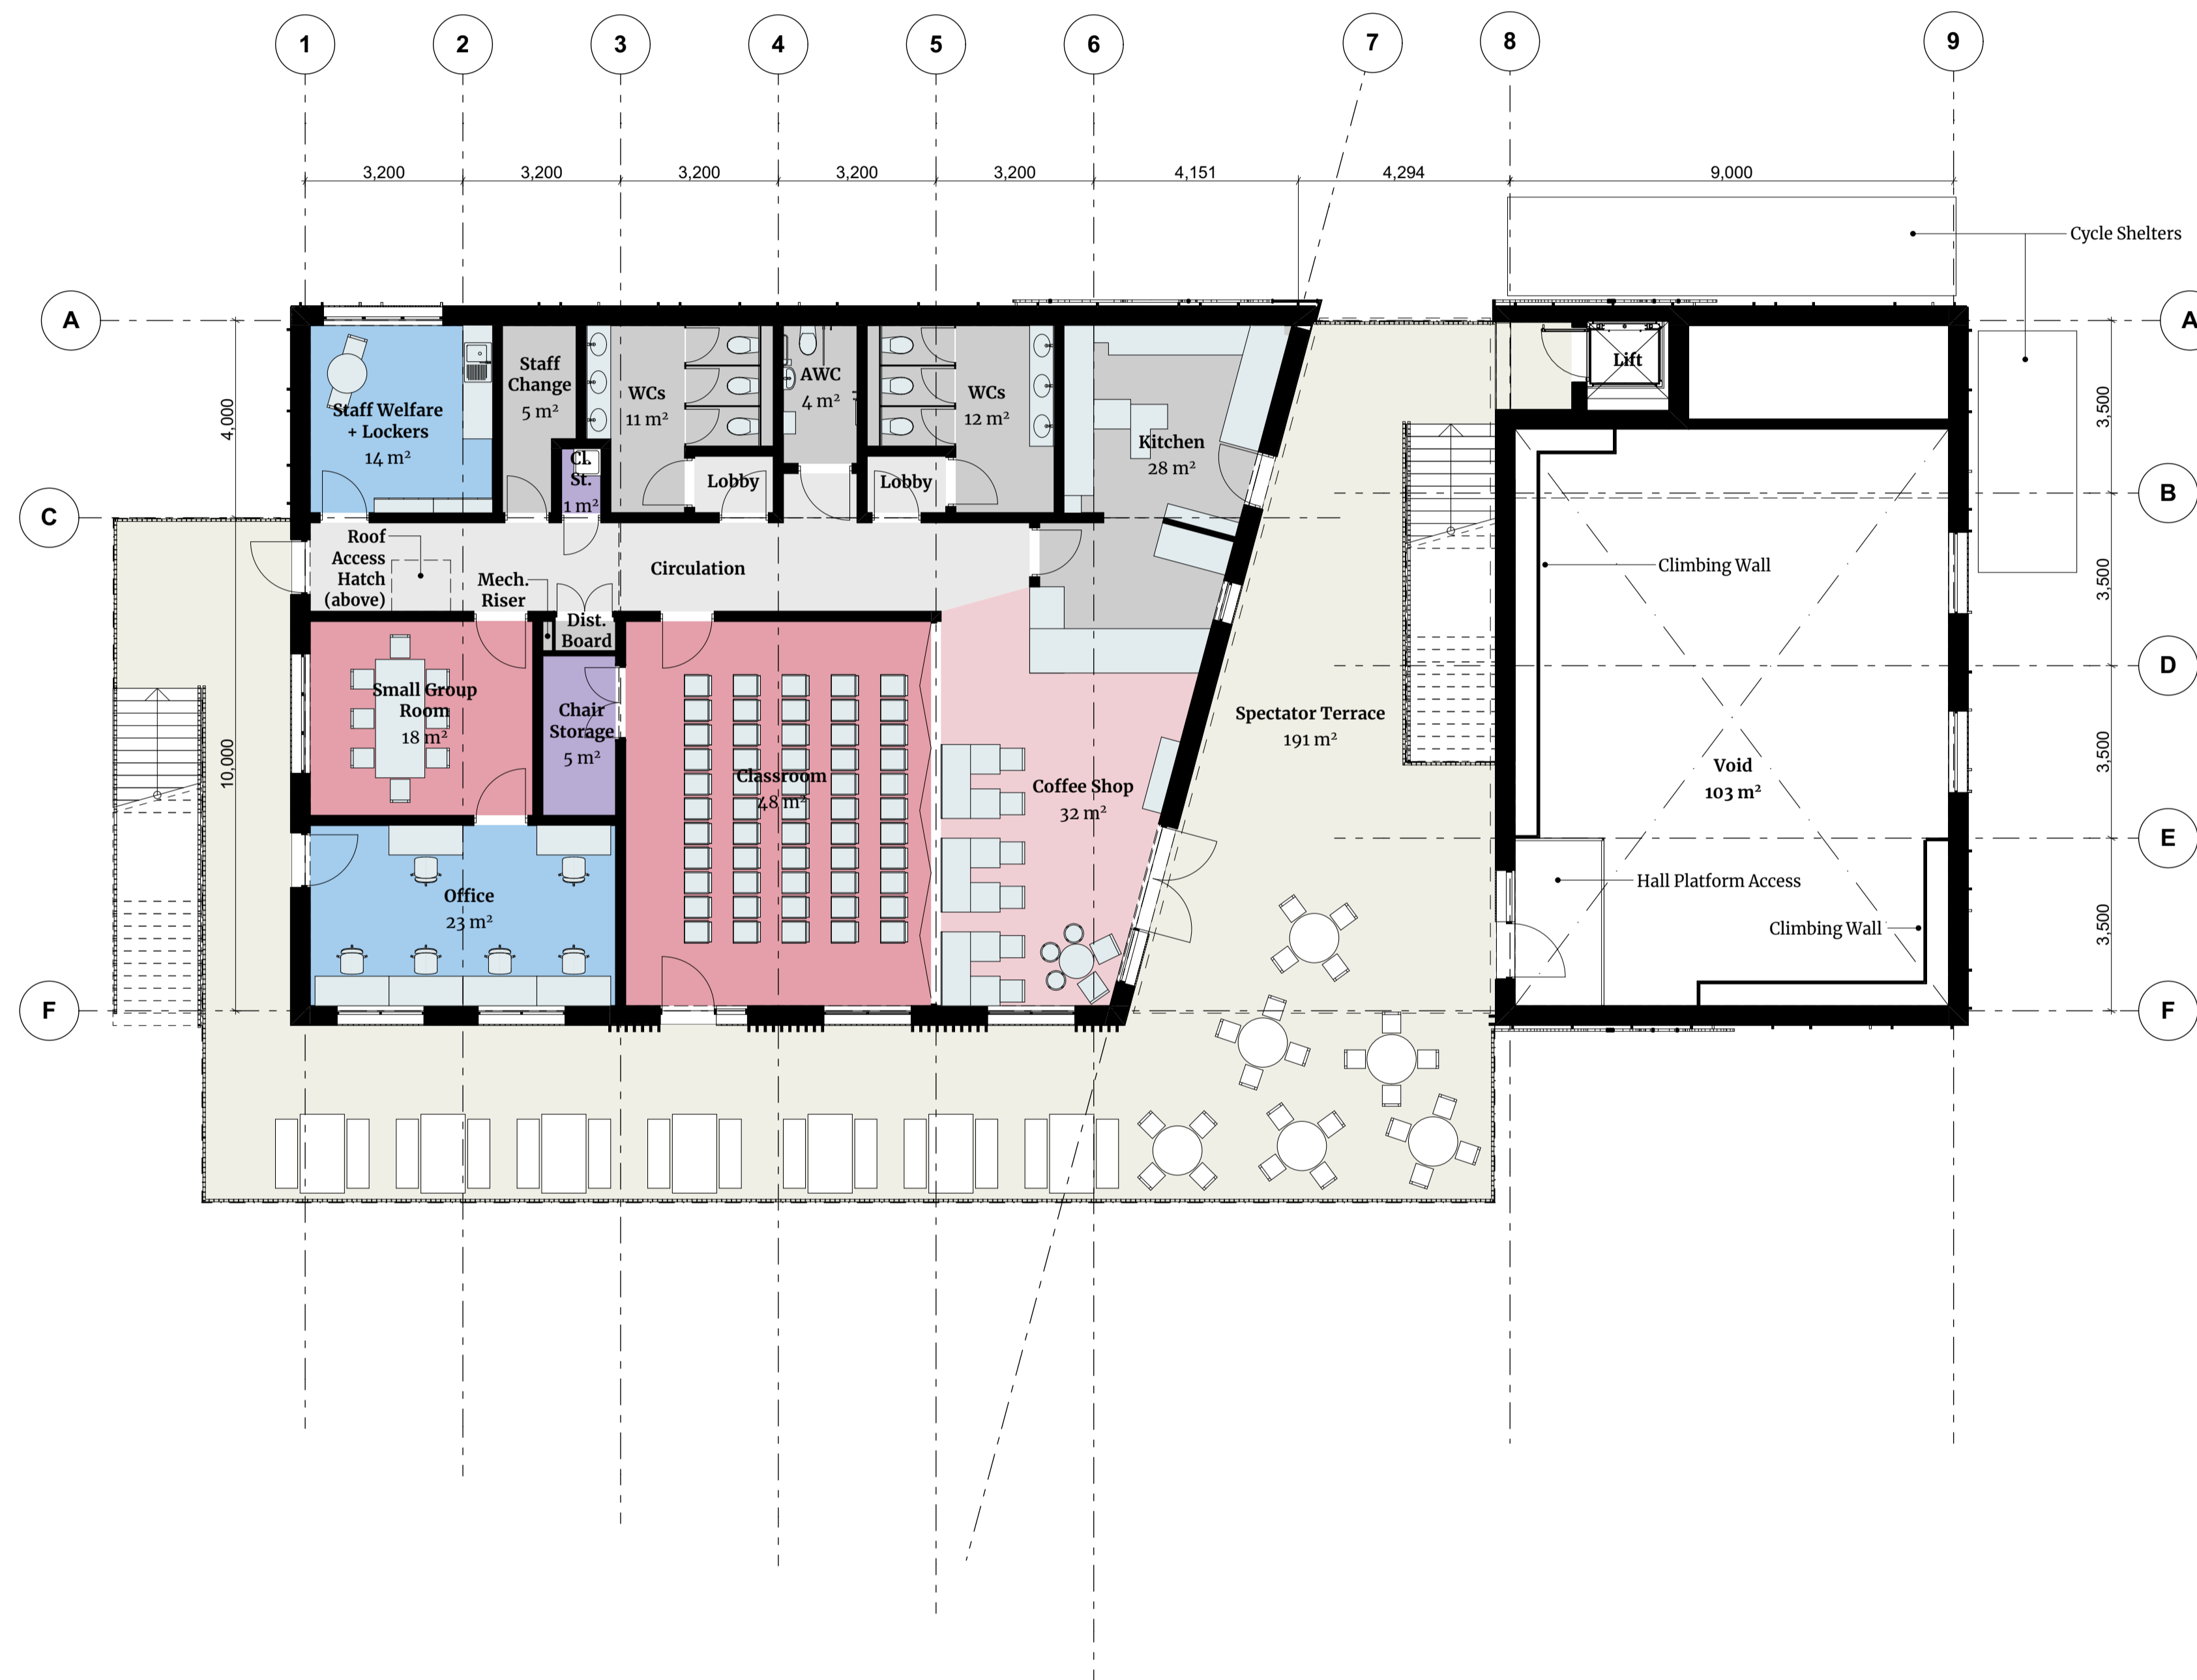 1 2 3 4 5 6 7 8 9
3,200 3,200 3,200 3,200 3,200 4,151 4,294 9,000
Cycle Shelters
A
A
4,000
3,500
Staff Welfare
+ Lockers
14 m²
Staff
Change
5 m²
Cl.
St.
1 m²
WCs
11 m²
Lobby
AWC
4 m²
Lobby
WCs
12 m²
Kitchen
28 m²
Lift
B
C
Roof
Access
Hatch
(above)
Mech.
Riser
Circulation
Dist.
Board
Climbing Wall
3,500
D
Small Group
Room
18 m²
Chair
Storage
5 m²
Classroom
48 m²
Coffee Shop
32 m²
Spectator Terrace
191 m²
Void
103 m²
10,000
3,500
E
Office
23 m²
Hall Platform Access
Climbing Wall
3,500
F
F